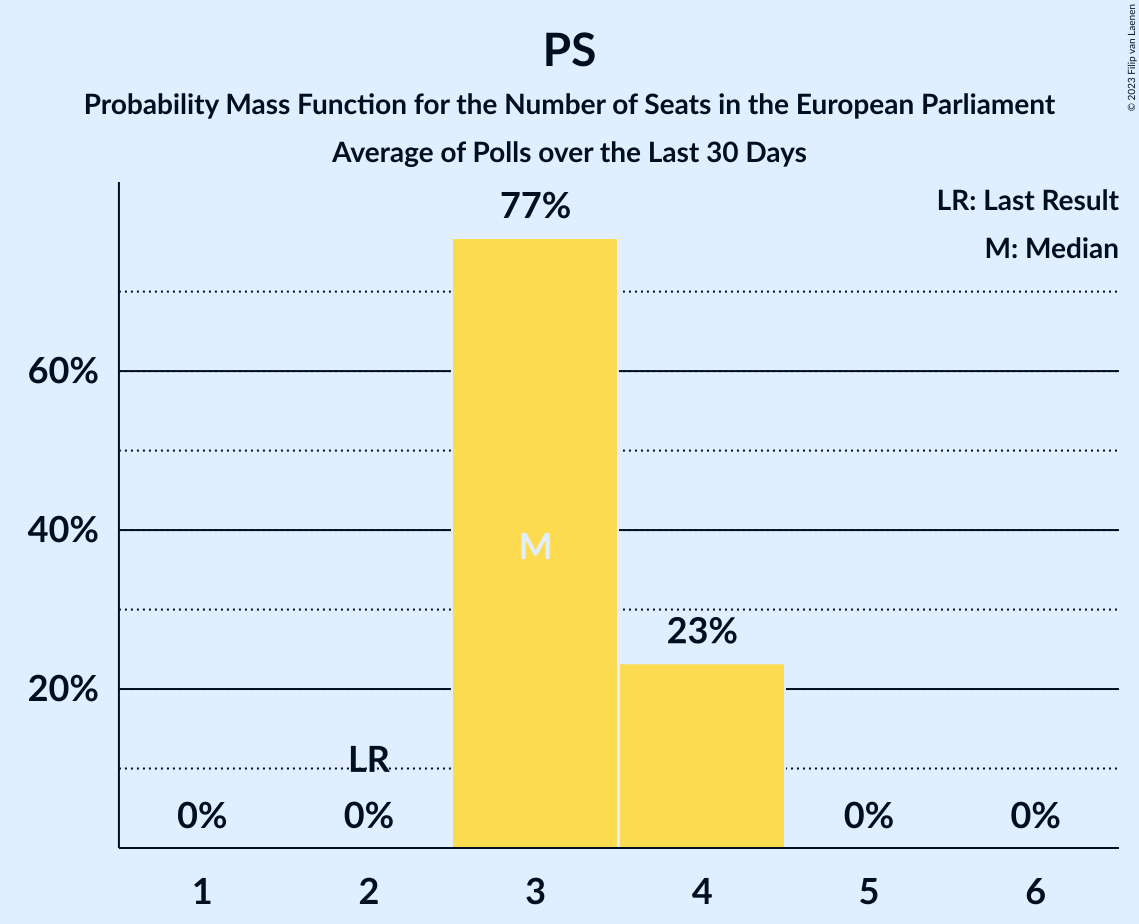 PS
Probability Mass Function for the Number of Seats in the European Parliament
Average of Polls over the Last 30 Days
© 2023 Filip van Laenen
LR: Last Result
M: Median
77%
60%
40%
M
23%
20%
LR
0%
0%
0%
0%
1
2
3
4
5
6